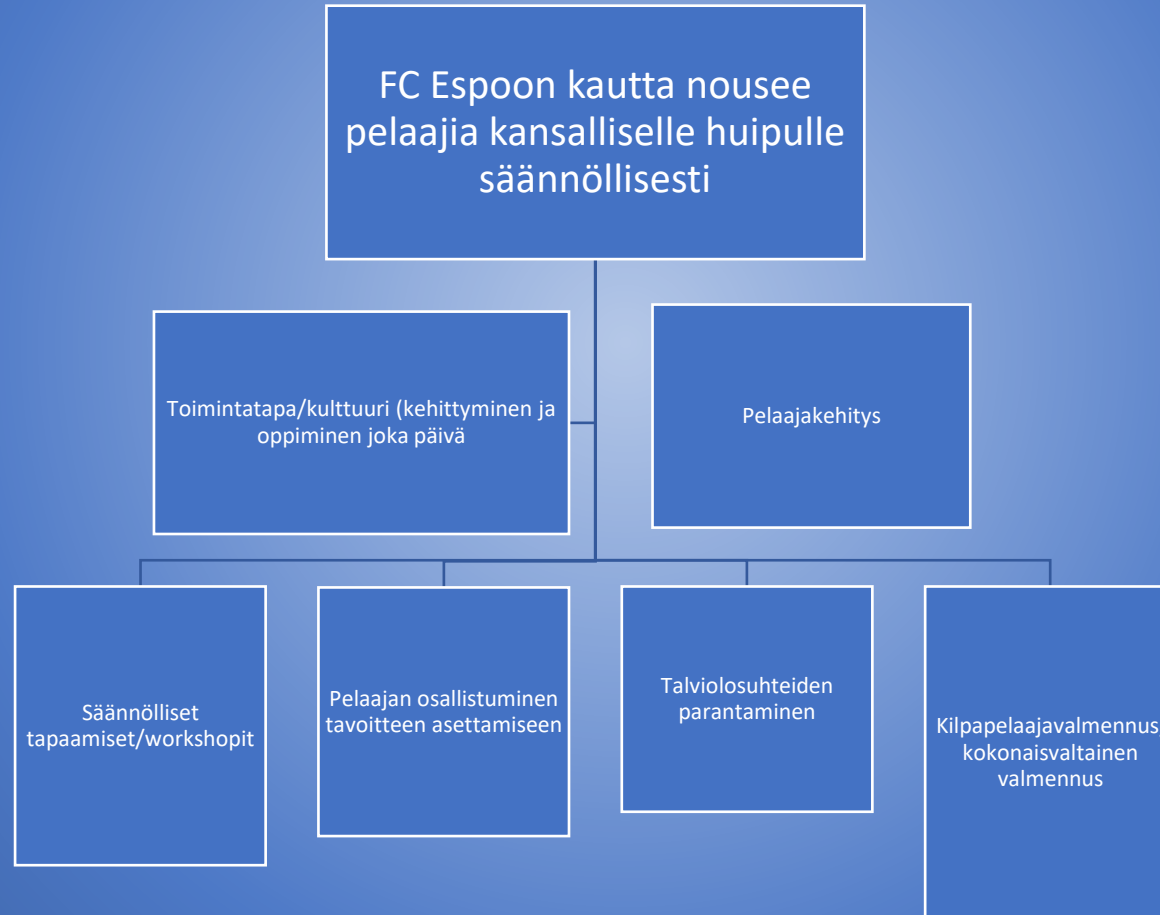 FC Espoon kautta nousee
pelaajia kansalliselle huipulle
säännöllisesti
Toimintatapa/kulttuuri (kehittyminen ja
oppiminen joka päivä
Pelaajakehitys
Säännölliset
tapaamiset/workshopit
Pelaajan osallistuminen
tavoitteen asettamiseen
Talviolosuhteiden
parantaminen
Kilpapelaajavalmennus,
kokonaisvaltainen
valmennus